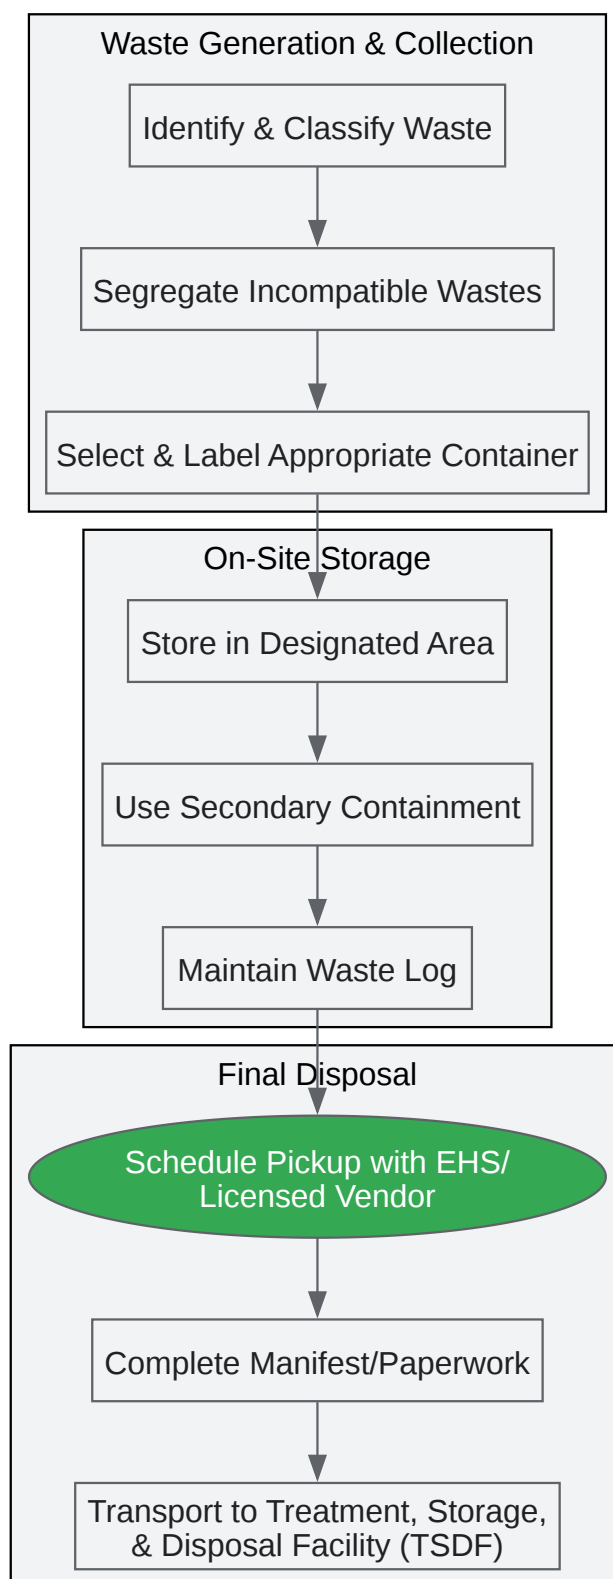 Waste Generation & Collection
Identify & Classify Waste
Segregate Incompatible Wastes
Select & Label Appropriate Container
On-Site Storage
Store in Designated Area
Use Secondary Containment
Maintain Waste Log
Final Disposal
Schedule Pickup with EHS/
Licensed Vendor
Complete Manifest/Paperwork
Transport to Treatment, Storage,
& Disposal Facility (TSDF)